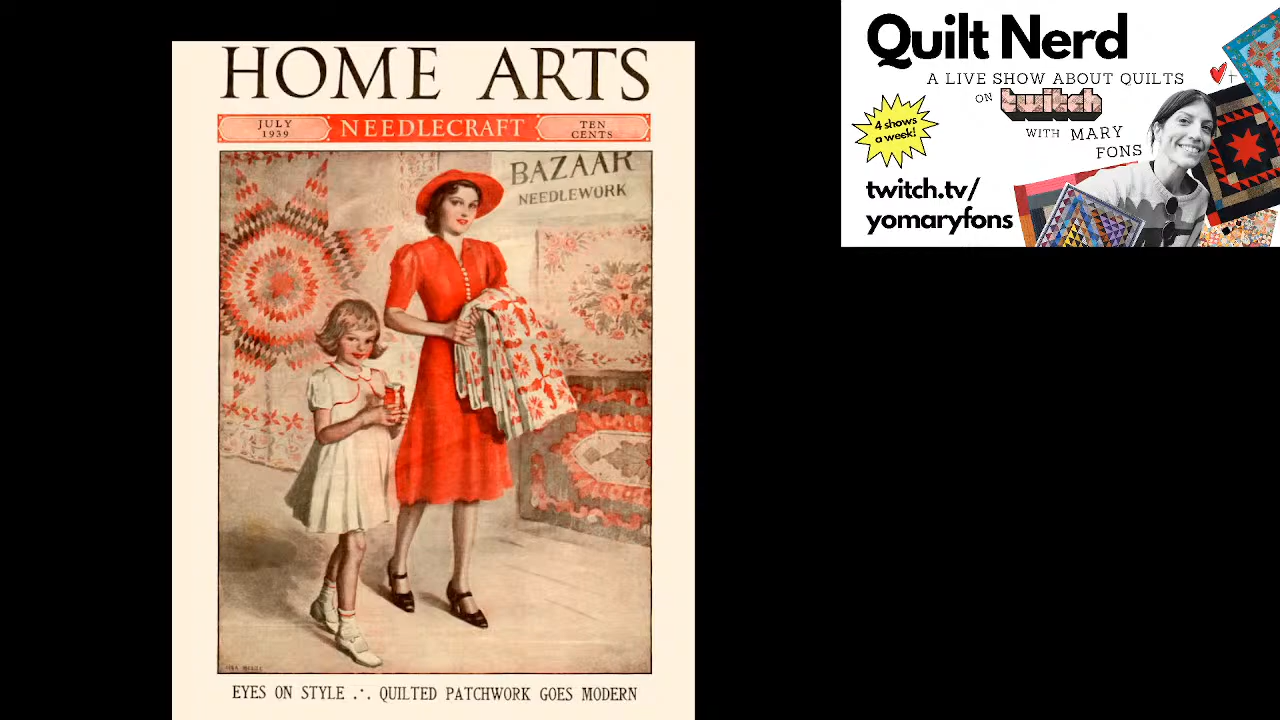 HOME ARTS
JULY
1939
NEEDLECRAFT
TEN
CENTS
BAZAAR
NEEDLEWORK
EYES ON STYLE .·. QUILTED PATCHWORK GOES MODERN
Quilt Nerd
A LIVE SHOW ABOUT QUILTS
ON twitch
WITH MARY
FONS
4 shows
a week!
twitch.tv/
yomaryfons